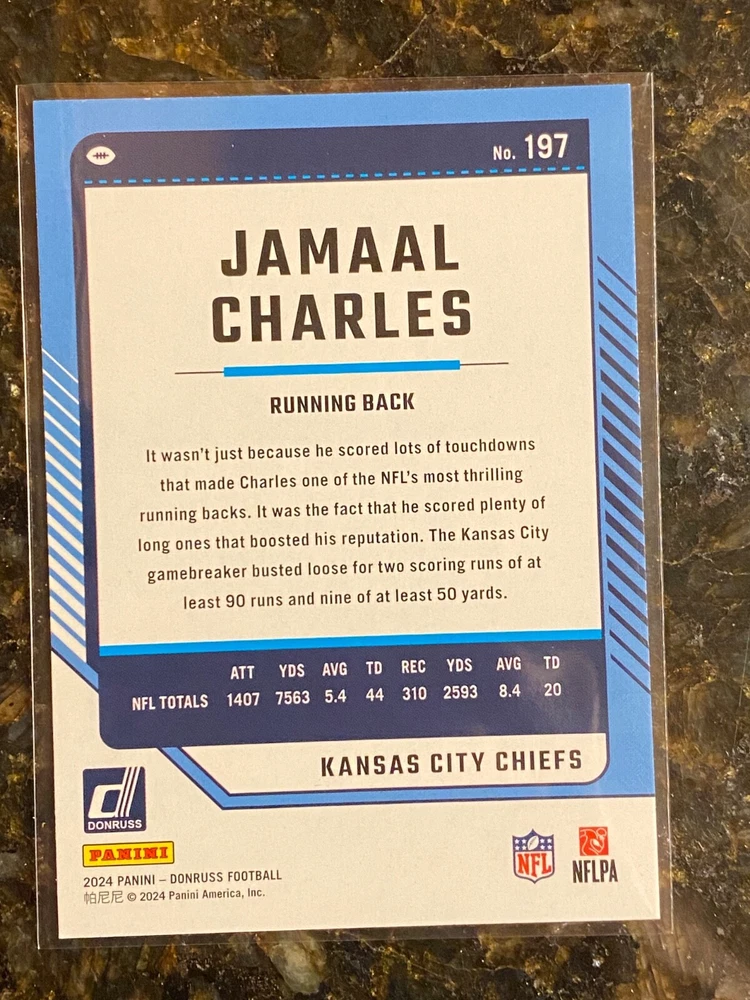 No. 197
JAMAAL
CHARLES
RUNNING BACK
It wasn't just because he scored lots of touchdowns
that made Charles one of the NFL's most thrilling
running backs. It was the fact that he scored plenty of
long ones that boosted his reputation. The Kansas City
gamebreaker busted loose for two scoring runs of at
least 90 runs and nine of at least 50 yards.
ATT YDS AVG TD REC YDS AVG TD
NFL TOTALS 1407 7563 5.4 44 310 2593 8.4 20
KANSAS CITY CHIEFS
d
DONRUSS
PANINI
2024 PANINI – DONRUSS FOOTBALL
帕尼尼 © 2024 Panini America, Inc.
NFL
NFLPA